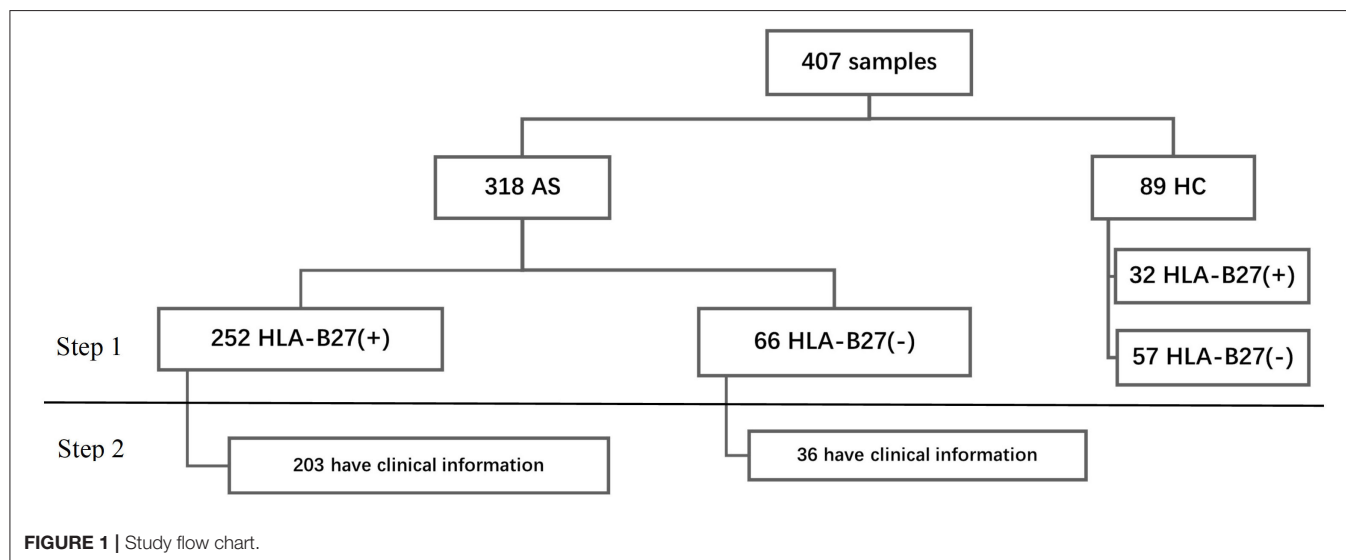 407 samples
318 AS
89 HC
32 HLA-B27(+)
Step 1
252 HLA-B27(+)
66 HLA-B27(-)
57 HLA-B27(-)
Step 2
203 have clinical information
36 have clinical information
FIGURE 1 | Study flow chart.